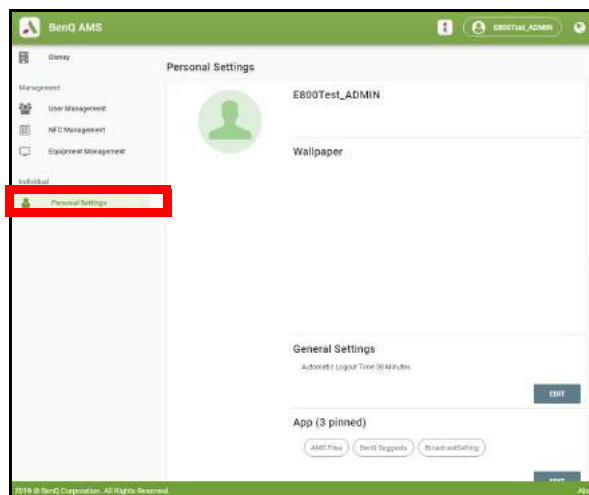 BenQ AMS
E800Test_ADMIN
Disney
Management
User Management
NFC Management
Equipment Management
Individual
Personal Settings
Personal Settings
E800Test_ADMIN
Wallpaper
General Settings
Automatic Logout Time 30 Minutes
EDIT
App (3 pinned)
AMS Files
BenQ Suggests
BroadcastSetting
EDIT
2019 © BenQ Corporation. All Rights Reserved.